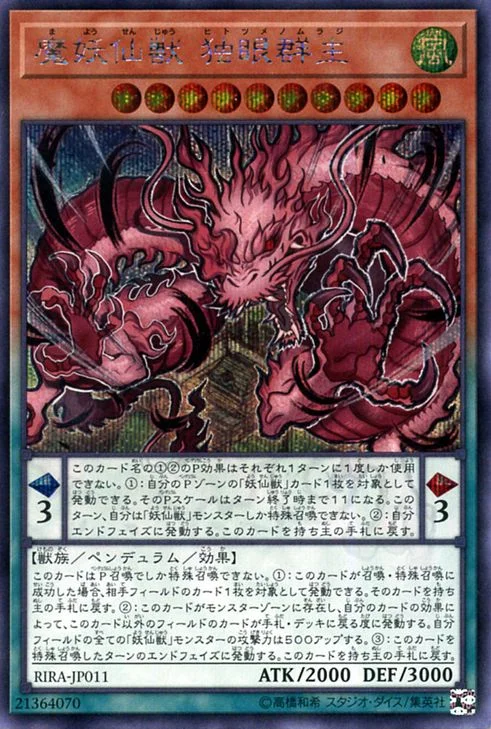 魔妖仙獣 独眼群主
ま よう せん じゅう ヒトツメノムラジ
風
このカード名の①②のP効果はそれぞれ1ターンに1度しか使用
できない。①：自分のPゾーンの「妖仙獣」カード1枚を対象として
発動できる。そのPスケールはターン終了時まで11になる。このター
ン、自分は「妖仙獣」モンスターしか特殊召喚できない。②：自分
エンドフェイズに発動する。このカードを持ち主の手札に戻す。
3
3
【獣族／ペンデュラム／効果】
このカードはP召喚でしか特殊召喚できない。①：このカードが召喚・特殊召喚に
成功した場合、相手フィールドのカード1枚を対象として発動できる。そのカードを持ち
主の手札に戻す。②：このカードがモンスターゾーンに存在し、自分のカードの効果に
よって、このカード以外のフィールドのカードが手札・デッキに戻る度に発動する。自分
フィールドの全ての「妖仙獣」モンスターの攻撃力は500アップする。③：このカードを
特殊召喚したターンのエンドフェイズに発動する。このカードを持ち主の手札に戻す。
RIRA-JP011
ATK/2000 DEF/3000
21364070
©高橋和希 スタジオ・ダイス/集英社